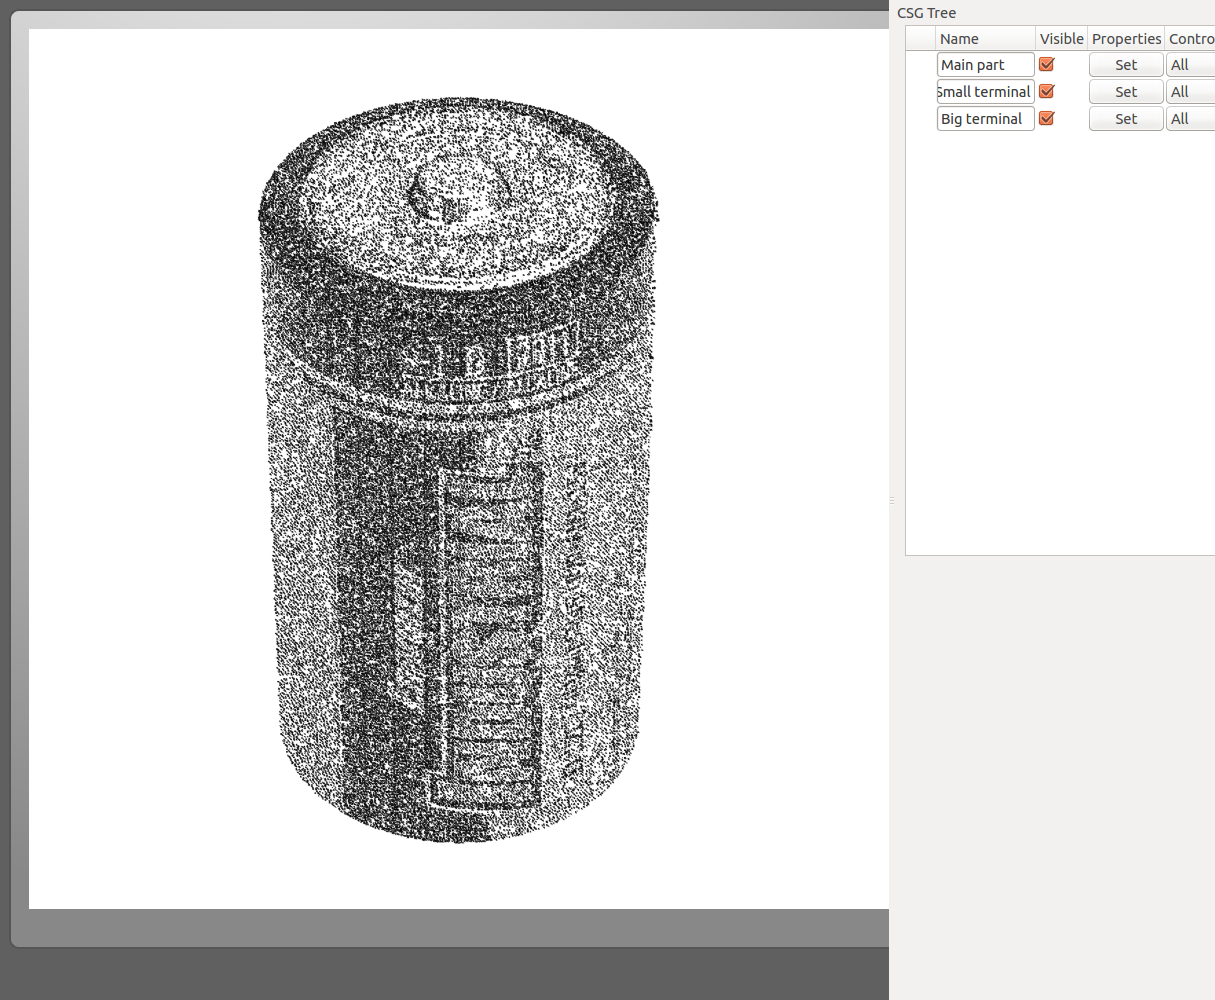 CSG Tree
Name Visible Properties Contro
Main part Set All
Small terminal Set All
Big terminal Set All